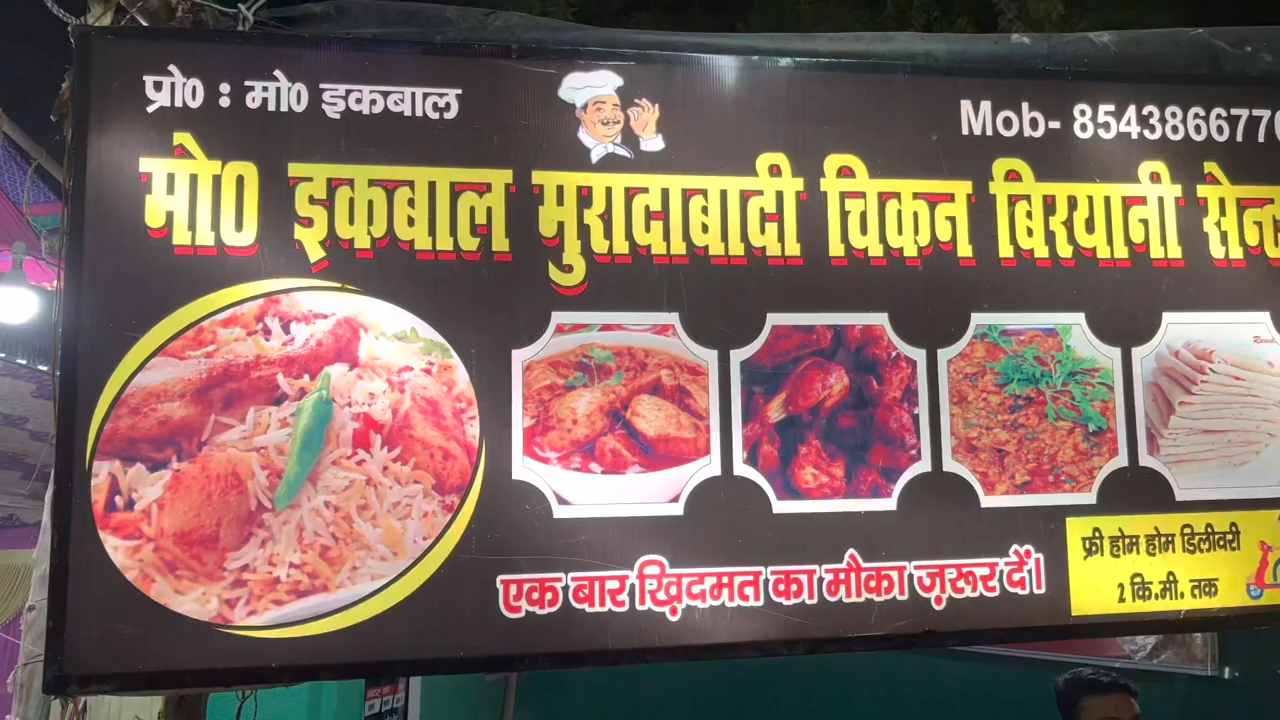 प्रो० : मो० इकबाल
Mob- 854386677
मो० इकबाल मुरादाबादी चिकन बिरयानी
एक बार ख़िदमत का मौका ज़रूर दें।
फ्री होम होम डिलीवरी
2 कि.मी. तक